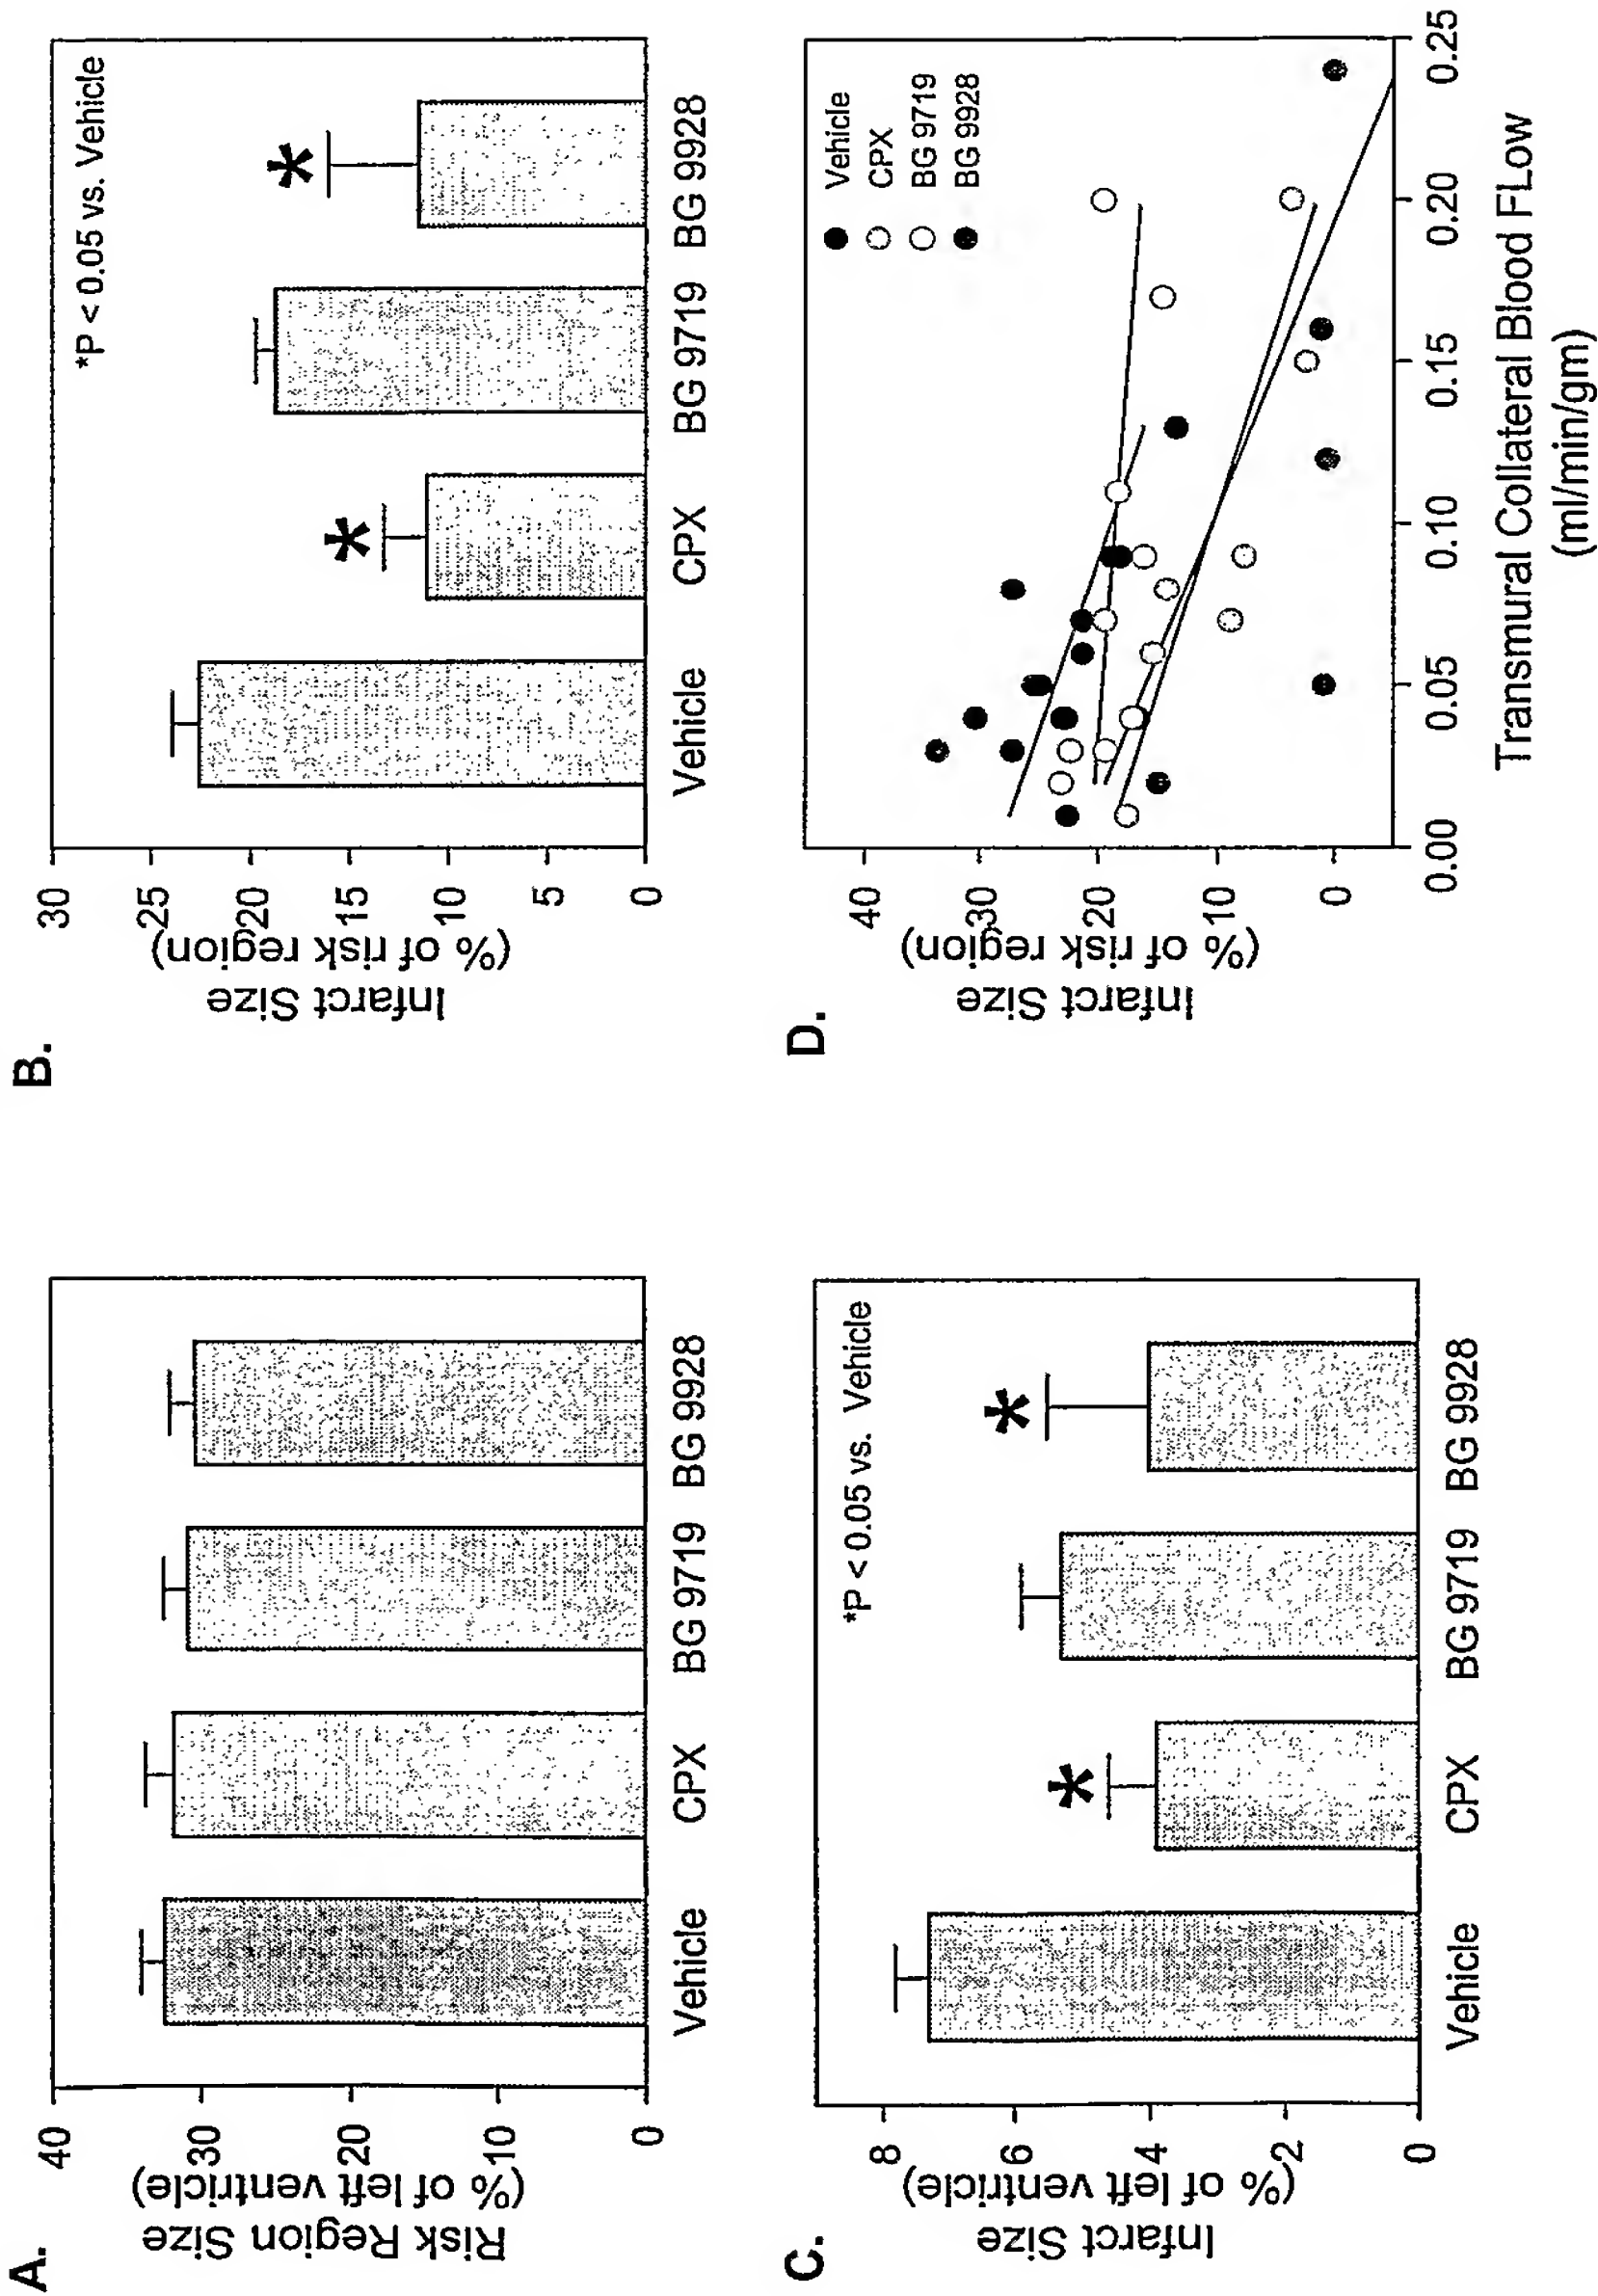 A.
Risk Region Size
(% of left ventricle)
40
30
20
10
0
Vehicle
CPX
BG 9719
BG 9928
B.
Infarct Size
(% of risk region)
30
25
20
15
10
5
0
*P < 0.05 vs. Vehicle
*
*
Vehicle
CPX
BG 9719
BG 9928
C.
Infarct Size
(% of left ventricle)
8
6
4
2
0
*P < 0.05 vs. Vehicle
*
*
Vehicle
CPX
BG 9719
BG 9928
D.
Infarct Size
(% of risk region)
40
30
20
10
0
Vehicle
CPX
BG 9719
BG 9928
0.00
0.05
0.10
0.15
0.20
0.25
Transmural Collateral Blood FLow
(ml/min/gm)